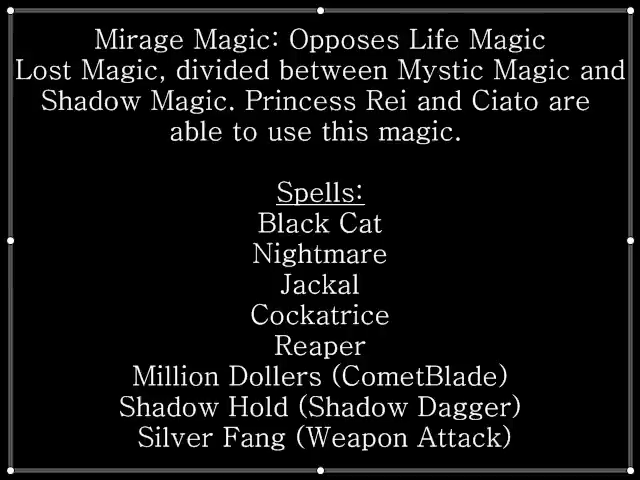 Mirage Magic: Opposes Life Magic
Lost Magic, divided between Mystic Magic and
Shadow Magic. Princess Rei and Ciato are
able to use this magic.
Spells:
Black Cat
Nightmare
Jackal
Cockatrice
Reaper
Million Dollers (CometBlade)
Shadow Hold (Shadow Dagger)
Silver Fang (Weapon Attack)